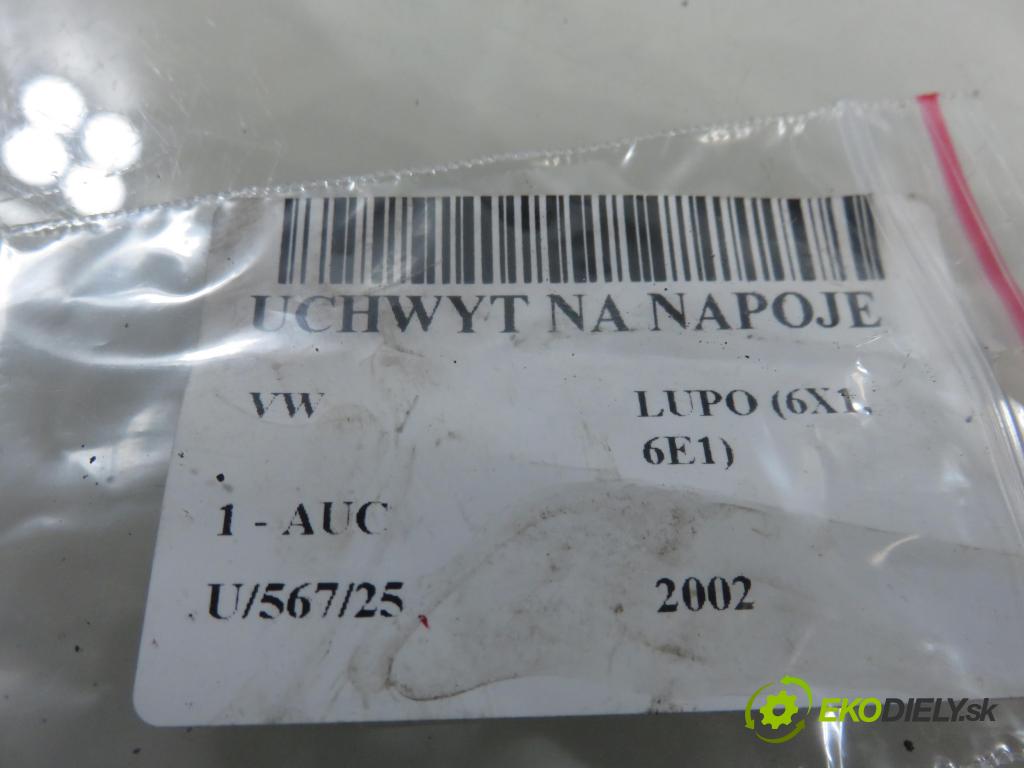 UCHWYT NA NAPOJE
VW LUPO (6X1,
6E1)
1 - AUC
U/567/25 2002
EKODIELY.sk